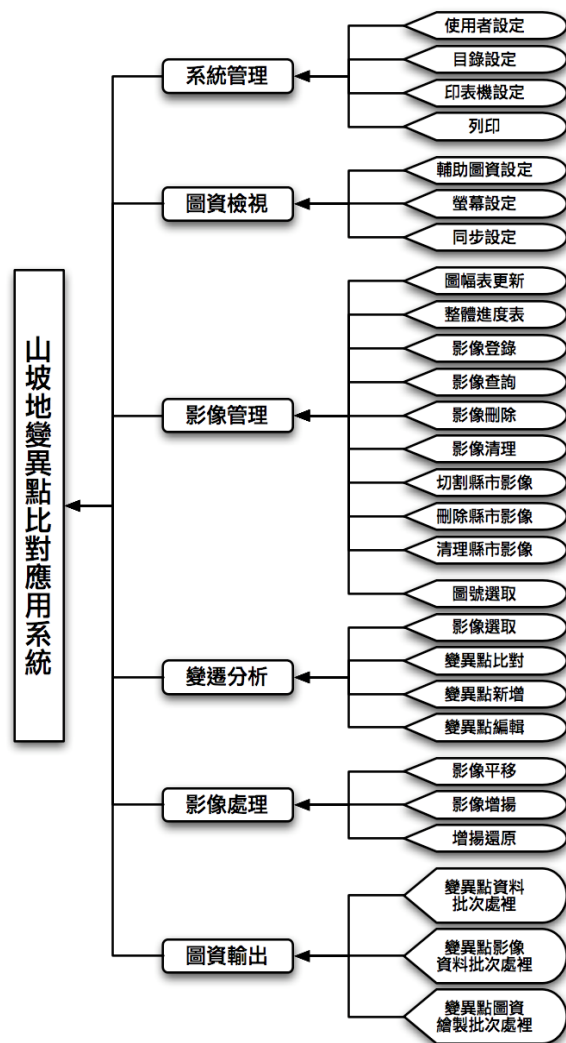 山坡地變異點比對應用系統
系統管理
使用者設定
目錄設定
印表機設定
列印
圖資檢視
輔助圖資設定
螢幕設定
同步設定
影像管理
圖幅表更新
整體進度表
影像登錄
影像查詢
影像刪除
影像清理
切割縣市影像
刪除縣市影像
清理縣市影像
圖號選取
變遷分析
影像選取
變異點比對
變異點新增
變異點編輯
影像處理
影像平移
影像增揚
增揚還原
圖資輸出
變異點資料
批次處裡
變異點影像
資料批次處裡
變異點圖資
繪製批次處裡